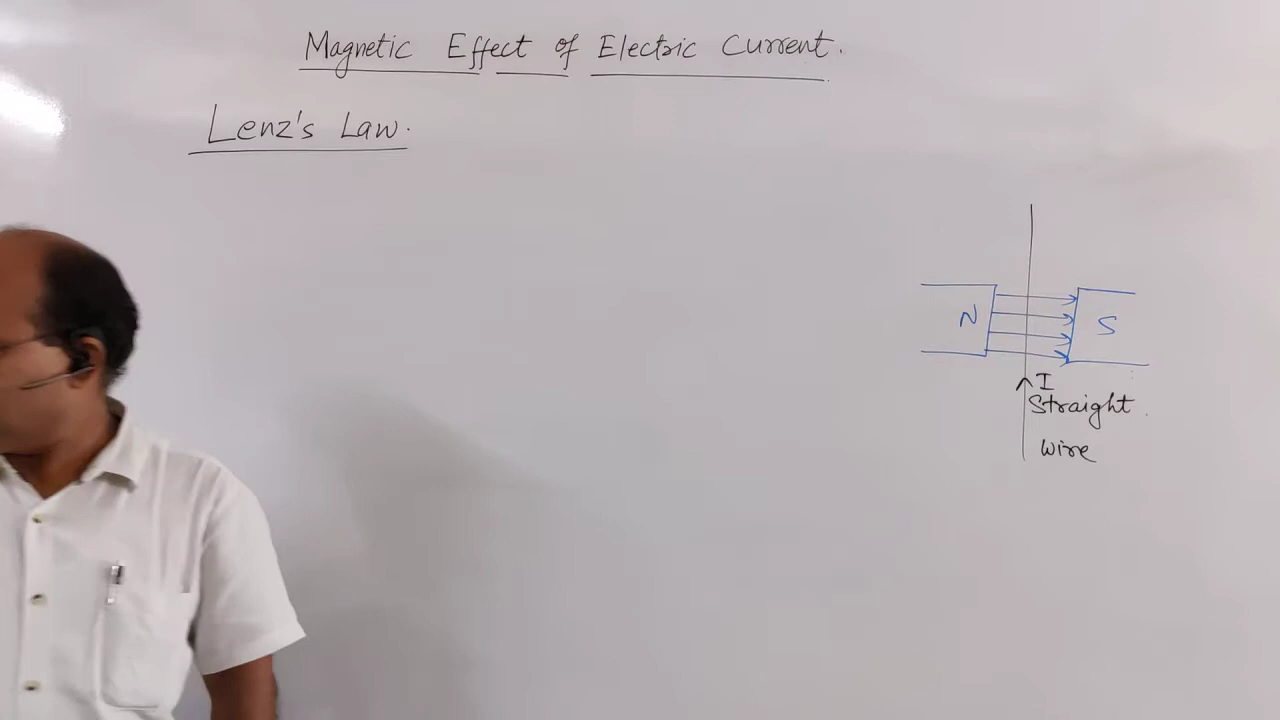 Magnetic Effect of Electric Current.
Lenz's Law.
N S
I
Straight
wire